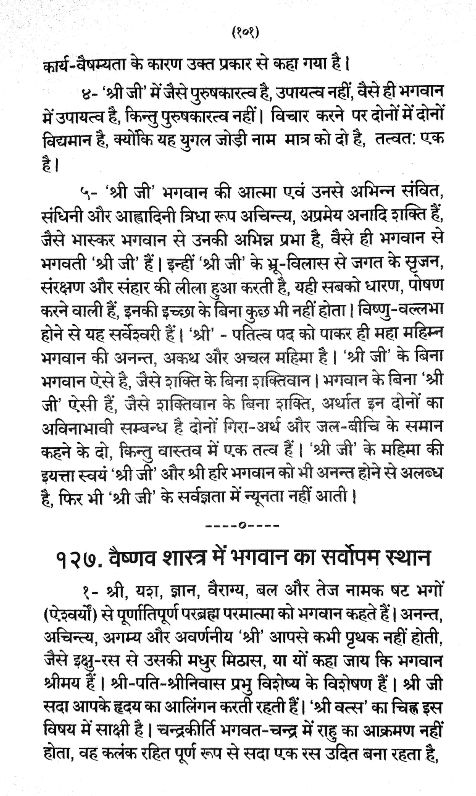 (१०१)
कार्य-वैषम्यता के कारण उक्त प्रकार से कहा गया है।
४- 'श्री जी' में जैसे पुरुषकारत्व है, उपायत्व नहीं, वैसे ही भगवान
में उपायत्व है, किन्तु पुरुषकारत्व नहीं। विचार करने पर दोनों में दोनों
विद्यमान है, क्योंकि यह युगल जोड़ी नाम मात्र को दो है, तत्वतः एक
है।
५- 'श्री जी' भगवान की आत्मा एवं उनसे अभिन्न संवित,
संधिनी और आह्लादिनी त्रिधा रूप अचिन्त्य, अप्रमेय अनादि शक्ति हैं,
जैसे भास्कर भगवान से उनकी अभिन्न प्रभा है, वैसे ही भगवान से
भगवती 'श्री जी' हैं। इन्हीं 'श्री जी' के भ्रू-विलास से जगत के सृजन,
संरक्षण और संहार की लीला हुआ करती है, यही सबको धारण, पोषण
करने वाली हैं, इनकी इच्छा के बिना कुछ भी नहीं होता। विष्णु-वल्लभा
होने से यह सर्वेश्वरी हैं। 'श्री' - पतित्व पद को पाकर ही महा महिम्न
भगवान की अनन्त, अकथ और अचल महिमा है। 'श्री जी' के बिना
भगवान ऐसे है, जैसे शक्ति के बिना शक्तिवान। भगवान के बिना 'श्री
जी' ऐसी हैं, जैसे शक्तिवान के बिना शक्ति, अर्थात इन दोनों का
अविनाभावी सम्बन्ध है दोनों गिरा-अर्थ और जल-बीचि के समान
कहने के दो, किन्तु वास्तव में एक तत्व हैं। 'श्री जी' के महिमा की
इयत्ता स्वयं 'श्री जी' और श्री हरि भगवान को भी अनन्त होने से अलब्ध
है, फिर भी 'श्री जी' के सर्वज्ञता में न्यूनता नहीं आती।
----०----
१२७. वैष्णव शास्त्र में भगवान का सर्वोपम स्थान
१- श्री, यश, ज्ञान, वैराग्य, बल और तेज नामक षट भगों
(ऐश्वर्यों) से पूर्णातिपूर्ण परब्रह्म परमात्मा को भगवान कहते हैं। अनन्त,
अचिन्त्य, अगम्य और अवर्णनीय 'श्री' आपसे कभी पृथक नहीं होती,
जैसे इक्षु-रस से उसकी मधुर मिठास, या यों कहा जाय कि भगवान
श्रीमय हैं। श्री-पति-श्रीनिवास प्रभु विशेष्य के विशेषण हैं। श्री जी
सदा आपके हृदय का आलिंगन करती रहती हैं। 'श्री वत्स' का चिह्न इस
विषय में साक्षी है। चन्द्रकीर्ति भगवत-चन्द्र में राहु का आक्रमण नहीं
होता, वह कलंक रहित पूर्ण रूप से सदा एक रस उदित बना रहता है,